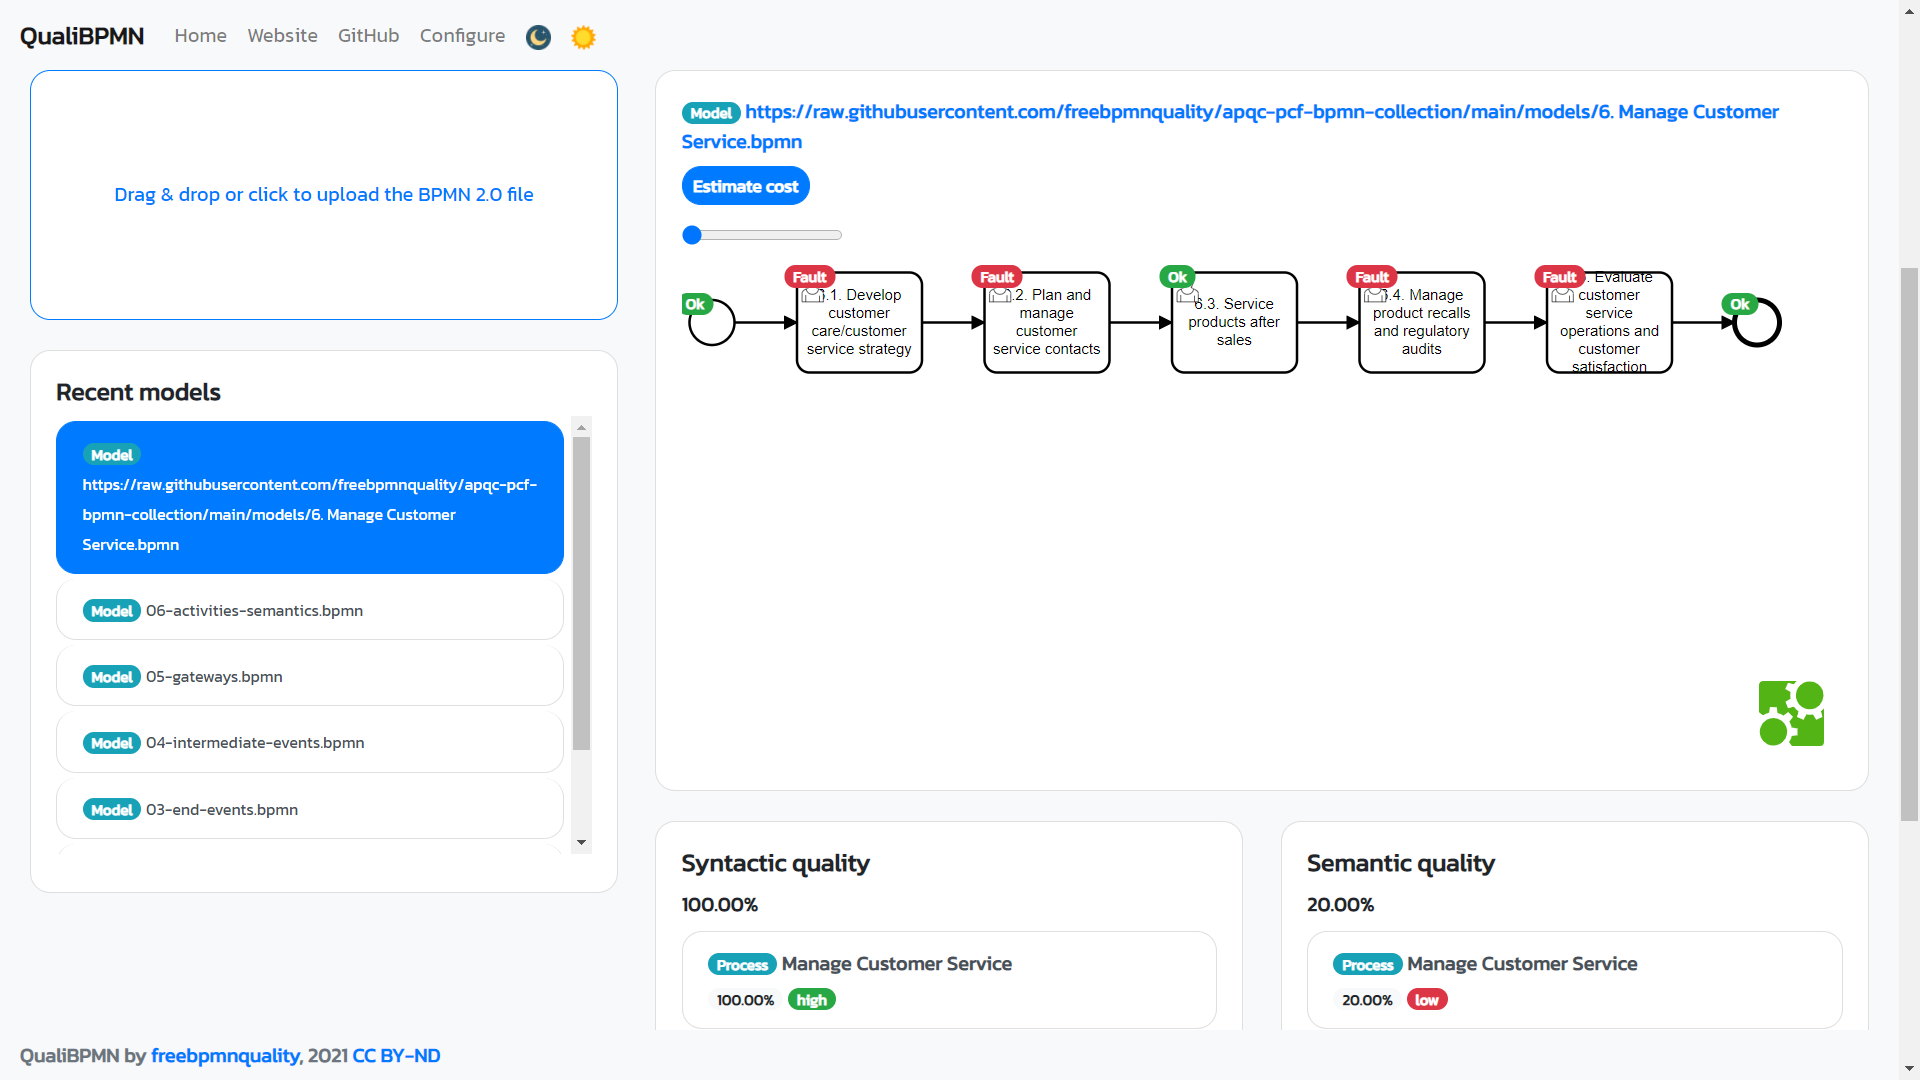 QualiBPMN Home Website GitHub Configure
Drag & drop or click to upload the BPMN 2.0 file
Recent models
Model
https://raw.githubusercontent.com/freebpmnquality/apqc-pcf-
bpmn-collection/main/models/6. Manage Customer
Service.bpmn
Model 06-activities-semantics.bpmn
Model 05-gateways.bpmn
Model 04-intermediate-events.bpmn
Model 03-end-events.bpmn
Model https://raw.githubusercontent.com/freebpmnquality/apqc-pcf-bpmn-collection/main/models/6. Manage Customer
Service.bpmn
Estimate cost
Ok
Fault
.1. Develop
customer
care/customer
service strategy
Fault
.2. Plan and
manage
customer
service contacts
Ok
6.3. Service
products after
sales
Fault
.4. Manage
product recalls
and regulatory
audits
Fault
. Evaluate
customer
service
operations and
customer
satisfaction
Ok
Syntactic quality
100.00%
Process Manage Customer Service
100.00% high
Semantic quality
20.00%
Process Manage Customer Service
20.00% low
QualiBPMN by freebpmnquality, 2021 CC BY-ND